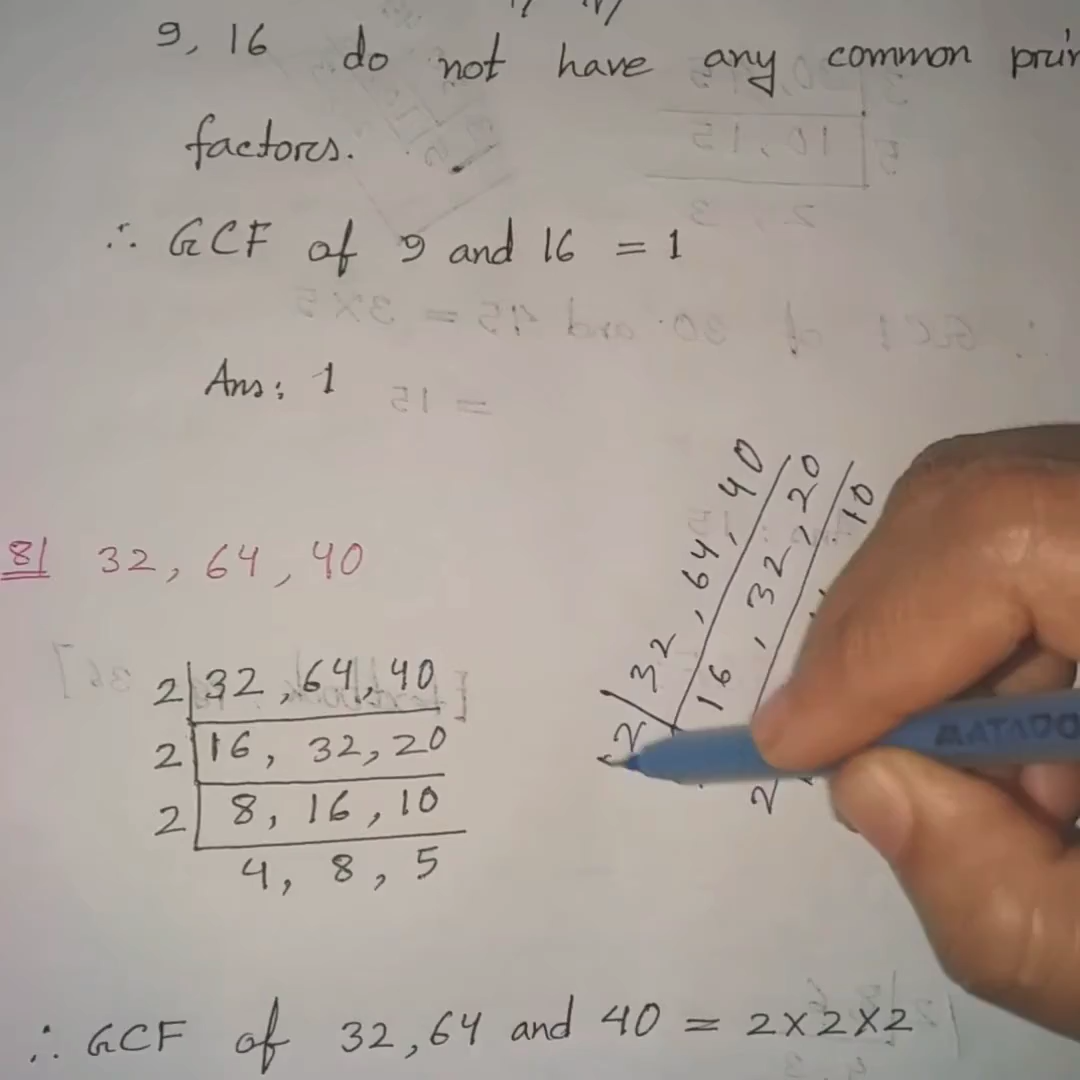 9, 16 do not have any common
factores.
∴ GCF of 9 and 16 = 1
Ans: 1
8/ 32, 64, 40
2 | 32, 64, 40
2 | 16, 32, 20
2 | 8, 16, 10
4, 8, 5
2 | 32, 64, 40
16, 32, 20
2
10
MATADO
∴ GCF of 32, 64 and 40 = 2×2×2